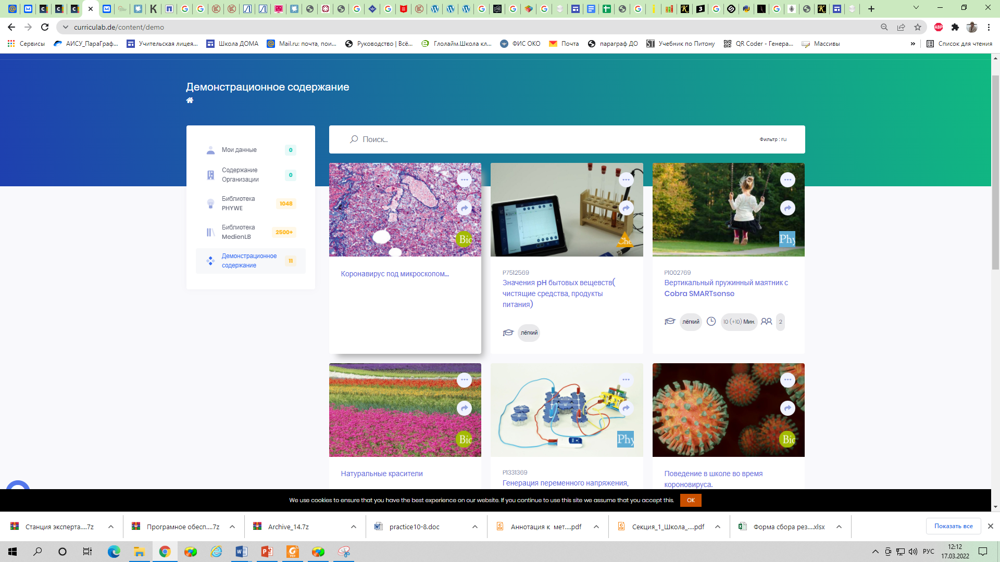 curriculab.de/content/demo
Сервисы
АИСУ_ПараГраф...
Учительская лицея...
Школа ДОМА
Mail.ru: почта, пои...
Руководство | Всё...
Глолайм.Школа кл...
ФИС ОКО
Почта
параграф ДО
Учебник по Питону
QR Coder - Генера...
Массивы
»
Список для чтения
Демонстрационное содержание
Мои данные
0
Содержание
Организации
0
Библиотека
PHYWE
1048
Библиотека
MedienLB
2500+
Демонстрационное
содержание
11
Поиск...
Фильтр : ru
Bio
Che
Phy
Коронавирус под микроскопом...
P7512569
Значения pH бытовых веществ(
чистящие средства, продукты
питания)
лёгкий
P1002769
Вертикальный пружинный маятник с
Cobra SMARTsense
лёгкий
10 (+10) Мин.
2
Bio
Phy
Bio
Натуральные красители
P1331369
Генерация переменного напряжения,
Поведение в школе во время
короновируса.
We use cookies to ensure that you have the best experience on our website. If you continue to use this site we assume that you accept this.
OK
Станция эксперта....7z
Програмное обесп....7z
Archive_14.7z
practice10-8.doc
Аннотация к мет....pdf
Секция_1_Школа_....pdf
Форма сбора рез....xlsx
Показать все
РУС
12:12
17.03.2022